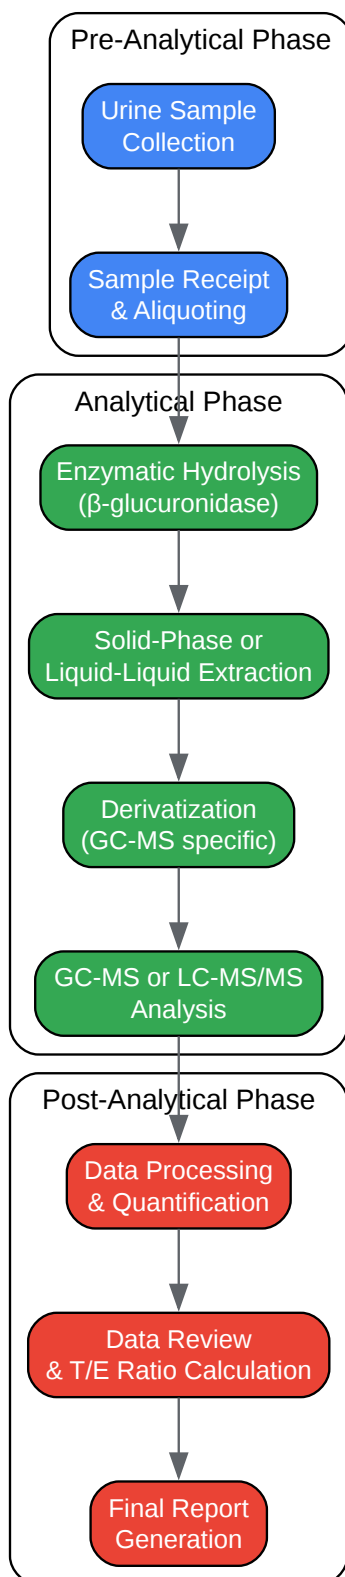 Pre-Analytical Phase
Urine Sample
Collection
Sample Receipt
& Aliquoting
Analytical Phase
Enzymatic Hydrolysis
(β-glucuronidase)
Solid-Phase or
Liquid-Liquid Extraction
Derivatization
(GC-MS specific)
GC-MS or LC-MS/MS
Analysis
Post-Analytical Phase
Data Processing
& Quantification
Data Review
& T/E Ratio Calculation
Final Report
Generation